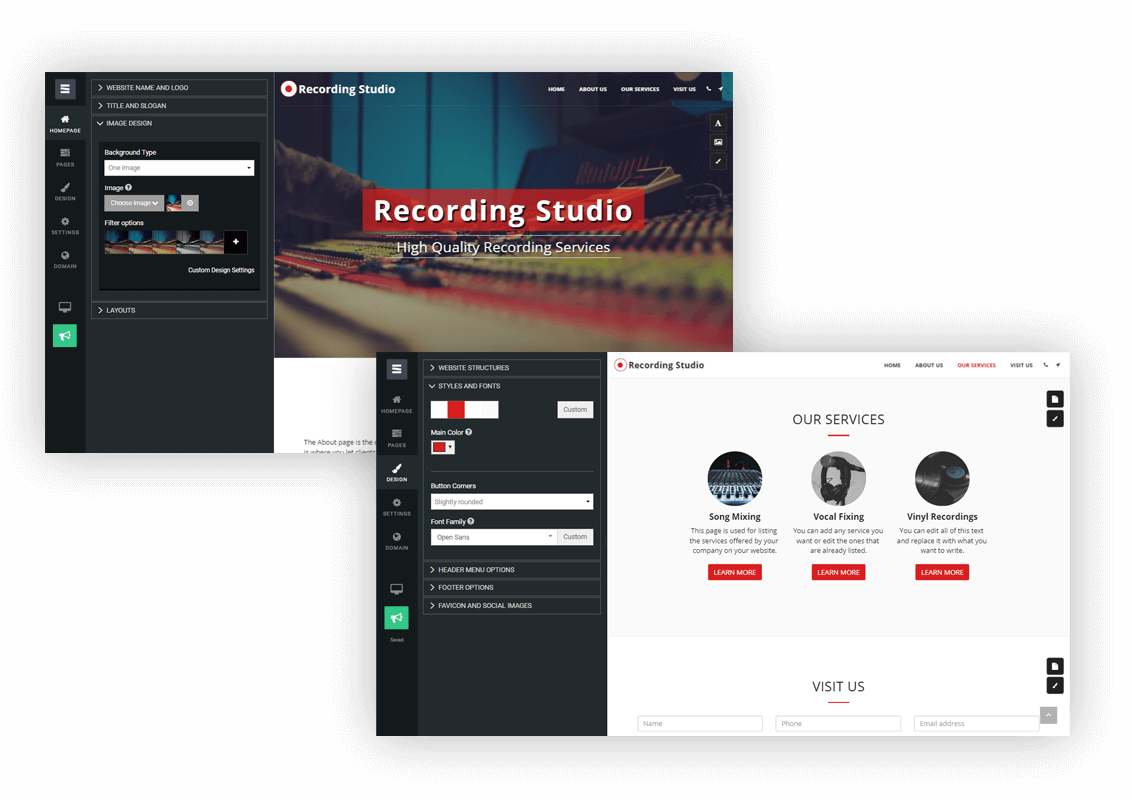 WEBSITE NAME AND LOGO
TITLE AND SLOGAN
IMAGE DESIGN
Background Type
One image
Image
Choose image
Filter options
Custom Design Settings
LAYOUTS
HOMEPAGE
PAGES
DESIGN
SETTINGS
DOMAIN
Recording Studio
HOME ABOUT US OUR SERVICES VISIT US
A
Recording Studio
High Quality Recording Services
The About page is the
is where you let clients
HOMEPAGE
PAGES
DESIGN
SETTINGS
DOMAIN
Saved
WEBSITE STRUCTURES
STYLES AND FONTS
Custom
Main Color
Button Corners
Slightly rounded
Font Family
Open Sans Custom
HEADER MENU OPTIONS
FOOTER OPTIONS
FAVICON AND SOCIAL IMAGES
Recording Studio
HOME ABOUT US OUR SERVICES VISIT US
OUR SERVICES
Song Mixing
This page is used for listing
the services offered by your
company on your website.
LEARN MORE
Vocal Fixing
You can add any service you
want or edit the ones that
are already listed.
LEARN MORE
Vinyl Recordings
You can edit all of this text
and replace it with what you
want to write.
LEARN MORE
VISIT US
Name Phone Email address